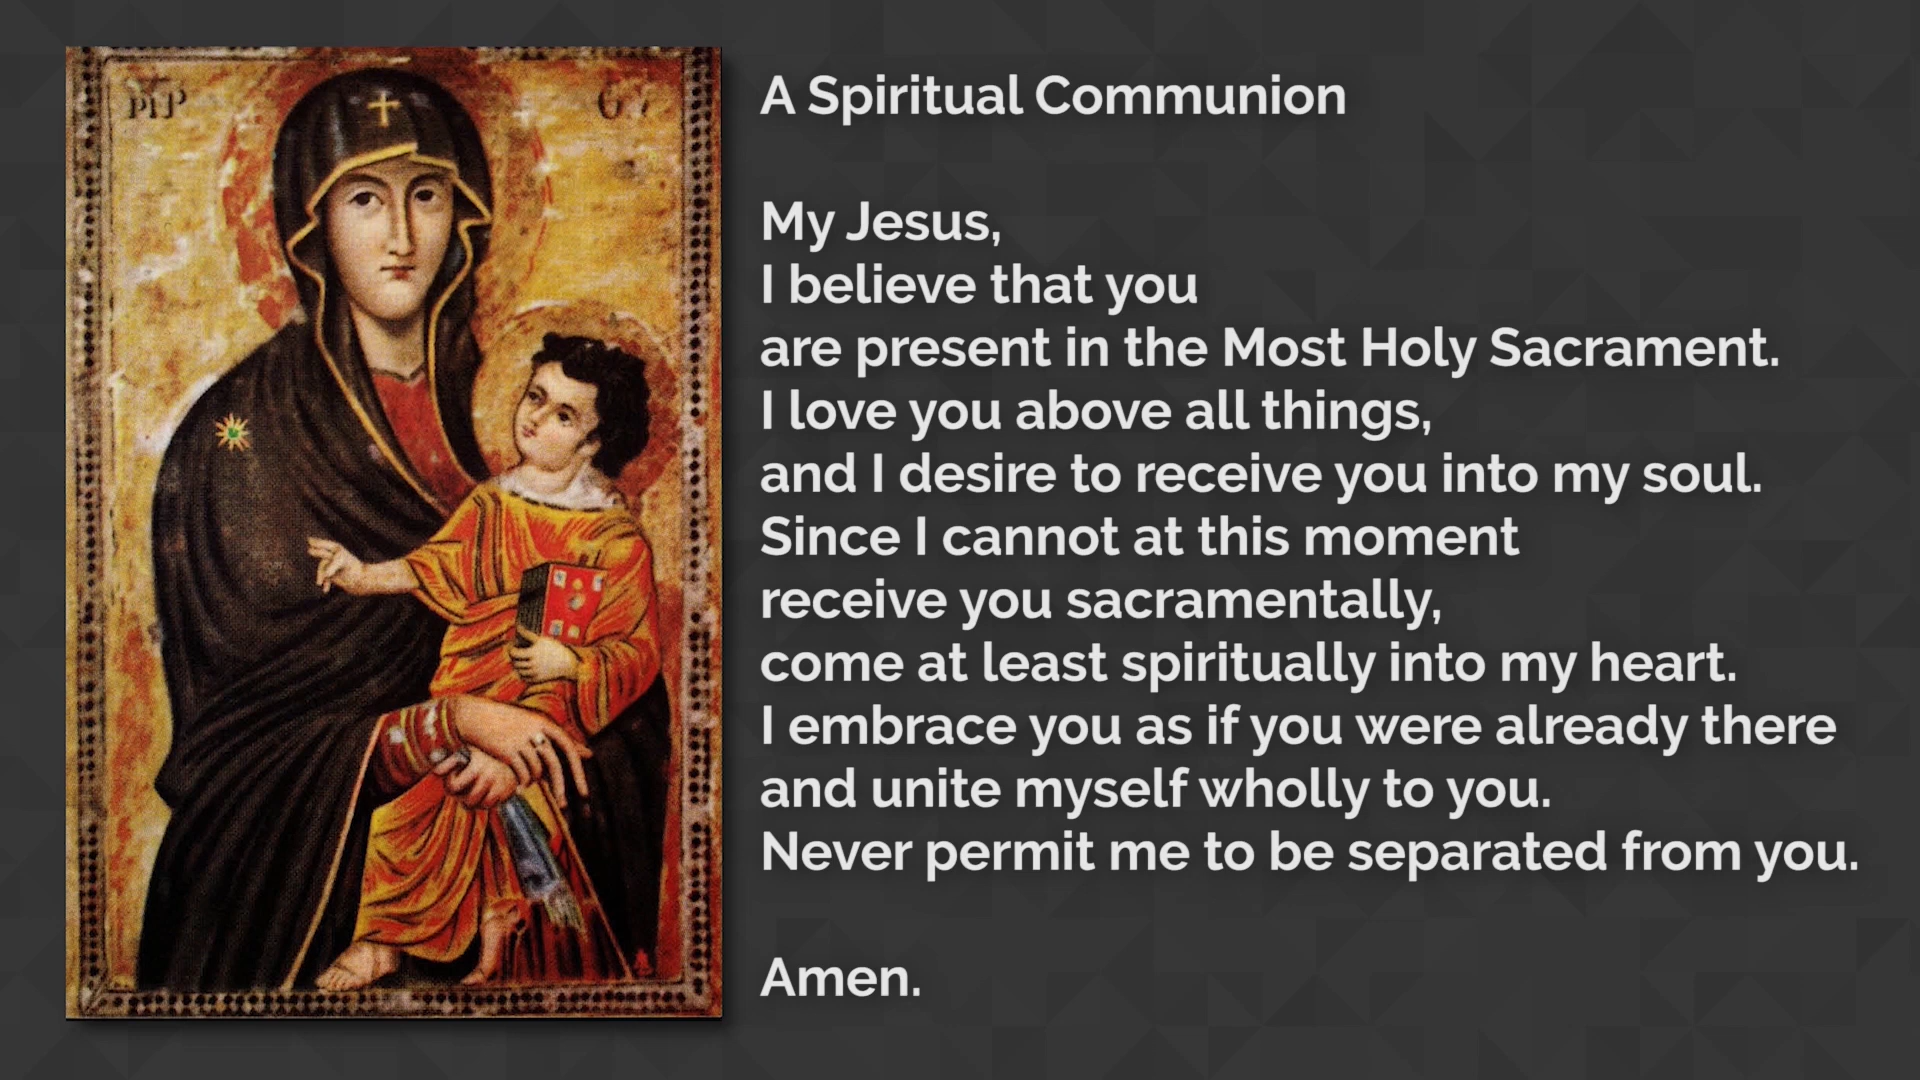 A Spiritual Communion
My Jesus,
I believe that you
are present in the Most Holy Sacrament.
I love you above all things,
and I desire to receive you into my soul.
Since I cannot at this moment
receive you sacramentally,
come at least spiritually into my heart.
I embrace you as if you were already there
and unite myself wholly to you.
Never permit me to be separated from you.
Amen.